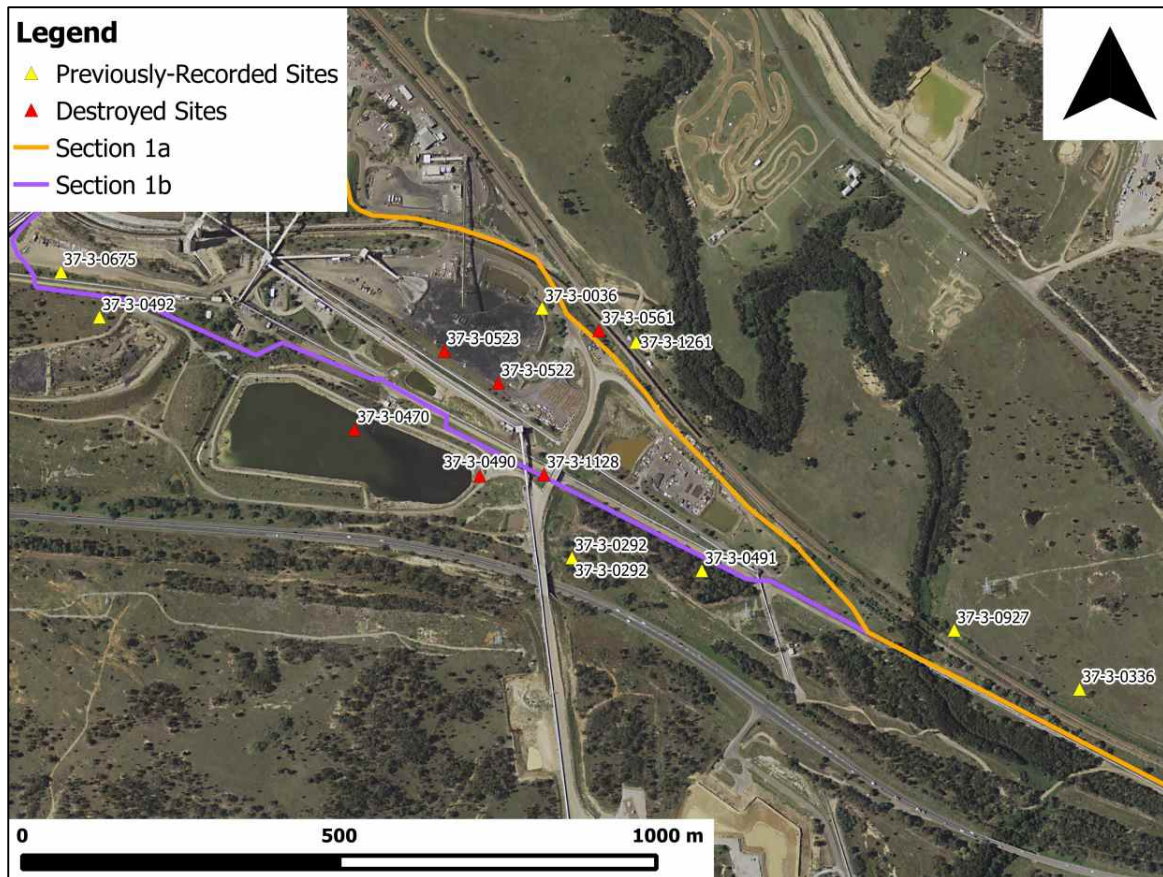 Legend
Previously-Recorded Sites
Destroyed Sites
Section 1a
Section 1b
37-3-0675
37-3-0492
37-3-0036
37-3-0561
37-3-1261
37-3-0523
37-3-0522
37-3-0470
37-3-0490
37-3-1128
37-3-0292
37-3-0292
37-3-0491
37-3-0927
37-3-0336
0 500 1000 m